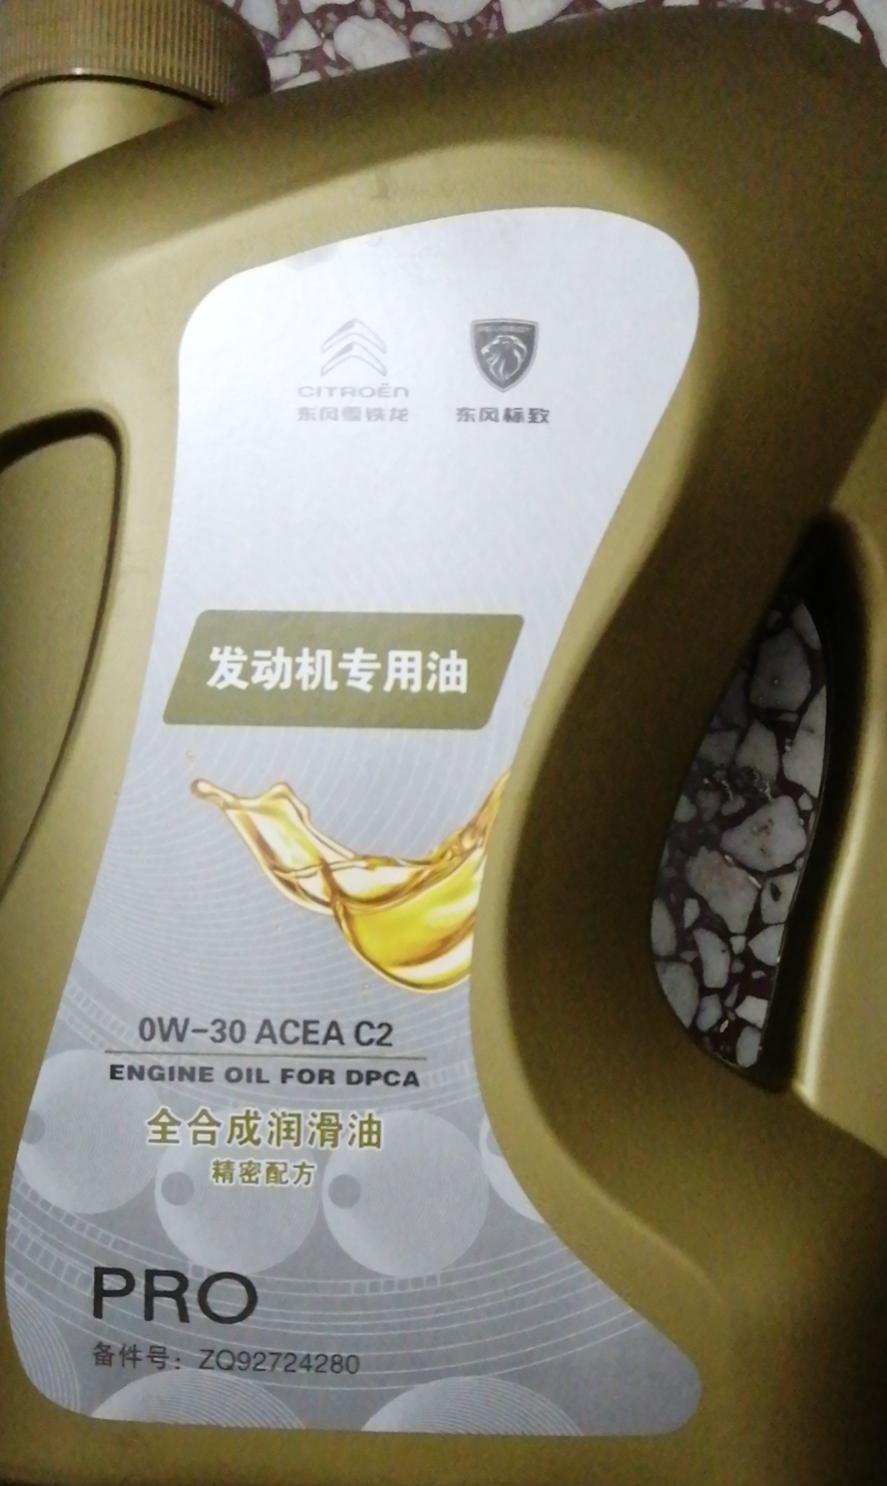 CITROËN
东风雪铁龙
PEUGEOT
东风标致
发动机专用油
0W-30 ACEA C2
ENGINE OIL FOR DPCA
全合成润滑油
精密配方
PRO
备件号：ZQ92724280